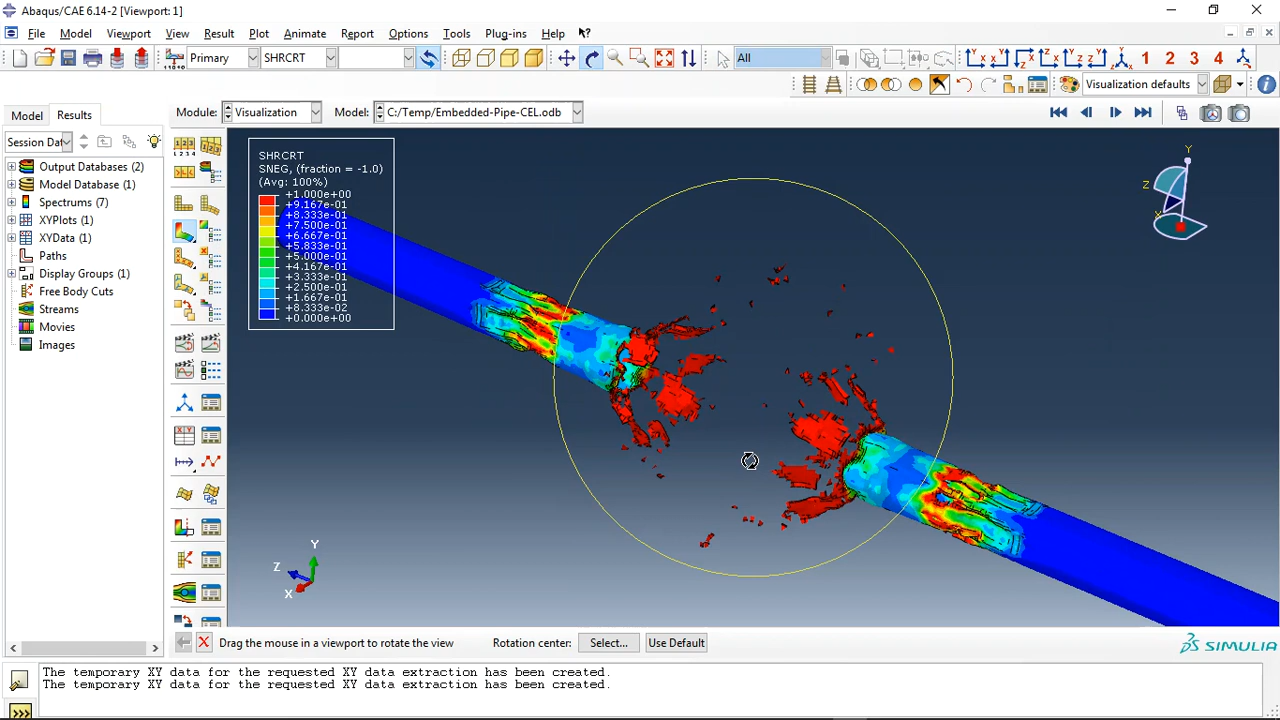 Abaqus/CAE 6.14-2 [Viewport: 1]
File Model Viewport View Result Plot Animate Report Options Tools Plug-ins Help
Primary SHRCRT All 1 2 3 4
Visualization defaults
Model Results Module: Visualization Model: C:/Temp/Embedded-Pipe-CEL.odb
Session Dat
Output Databases (2)
Model Database (1)
Spectrums (7)
XYPlots (1)
XYData (1)
Paths
Display Groups (1)
Free Body Cuts
Streams
Movies
Images
SHRCRT
SNEG, (fraction = -1.0)
(Avg: 100%)
+1.000e+00
+9.167e-01
+8.333e-01
+7.500e-01
+6.667e-01
+5.833e-01
+5.000e-01
+4.167e-01
+3.333e-01
+2.500e-01
+1.667e-01
+8.333e-02
+0.000e+00
Y
Z
X
Y
Z
X
Drag the mouse in a viewport to rotate the view Rotation center: Select... Use Default
SIMULIA
The temporary XY data for the requested XY data extraction has been created.
The temporary XY data for the requested XY data extraction has been created.
>>>